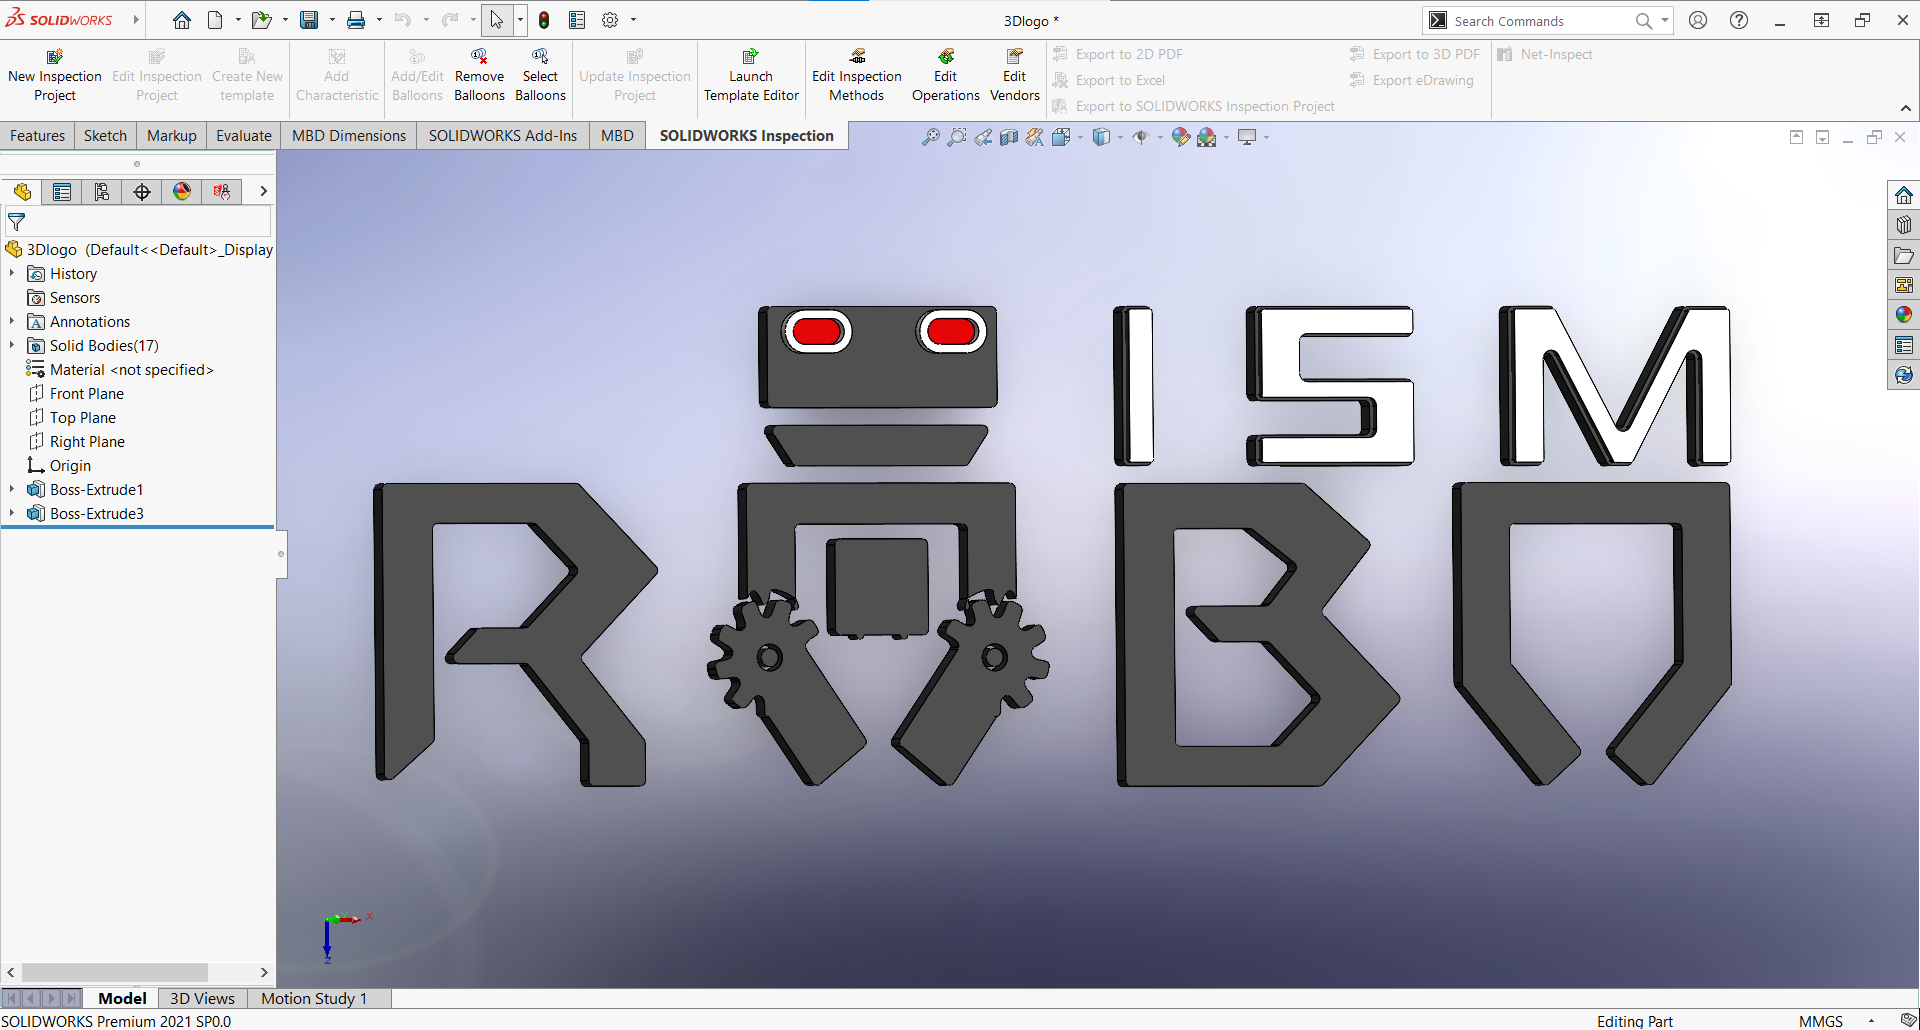 SOLIDWORKS
3Dlogo *
Search Commands
New Inspection Project
Edit Inspection Project
Create New template
Add Characteristic
Add/Edit Balloons
Remove Balloons
Select Balloons
Update Inspection Project
Launch Template Editor
Edit Inspection Methods
Edit Operations
Edit Vendors
Export to 2D PDF
Export to Excel
Export to SOLIDWORKS Inspection Project
Export to 3D PDF
Export eDrawing
Net-Inspect
Features
Sketch
Markup
Evaluate
MBD Dimensions
SOLIDWORKS Add-Ins
MBD
SOLIDWORKS Inspection
3Dlogo (Default<<Default>_Display
History
Sensors
Annotations
Solid Bodies(17)
Material <not specified>
Front Plane
Top Plane
Right Plane
Origin
Boss-Extrude1
Boss-Extrude3
ISM
ROBO
X
Z
Model
3D Views
Motion Study 1
SOLIDWORKS Premium 2021 SP0.0
Editing Part
MMGS